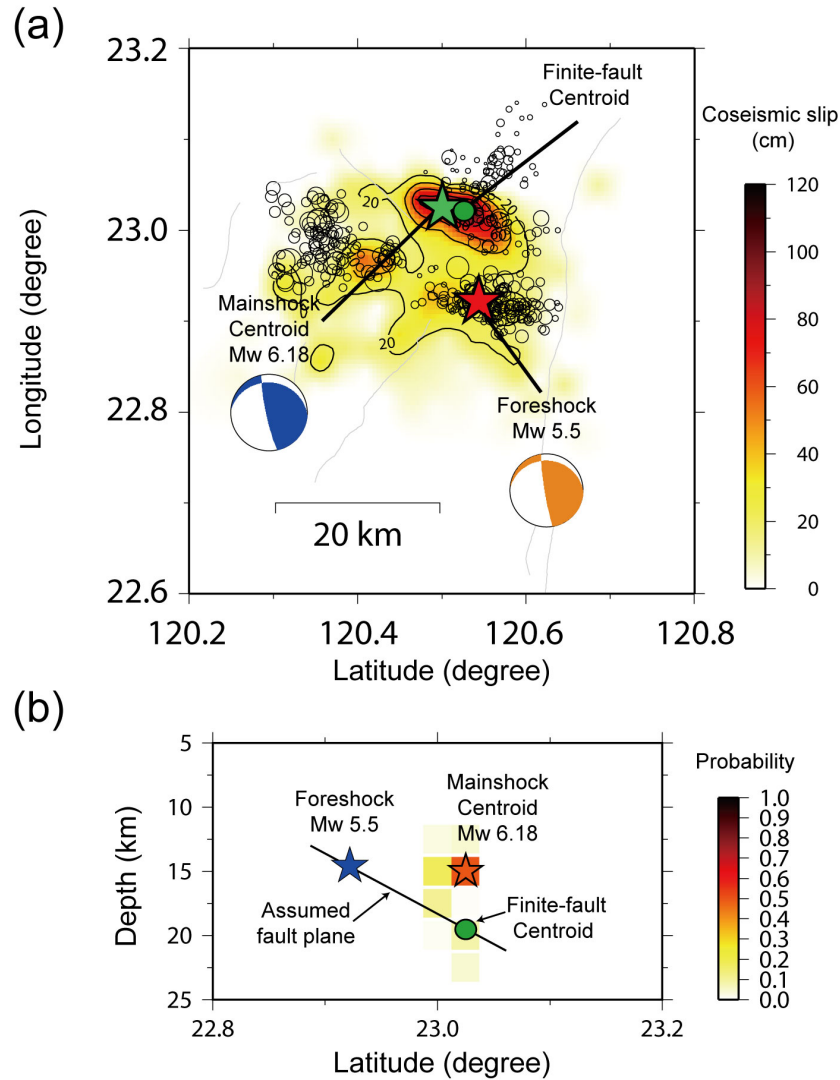 (a)
23.2
23.0
22.8
22.6
Longitude (degree)
120.2
120.4
120.6
120.8
Latitude (degree)
Finite-fault
Centroid
20
20
Mainshock
Centroid
Mw 6.18
Foreshock
Mw 5.5
20 km
Coseismic slip
(cm)
120
100
80
60
40
20
0
(b)
5
10
15
20
25
Depth (km)
22.8
23.0
23.2
Latitude (degree)
Foreshock
Mw 5.5
Mainshock
Centroid
Mw 6.18
Assumed
fault plane
Finite-fault
Centroid
Probability
1.0
0.9
0.8
0.7
0.6
0.5
0.4
0.3
0.2
0.1
0.0